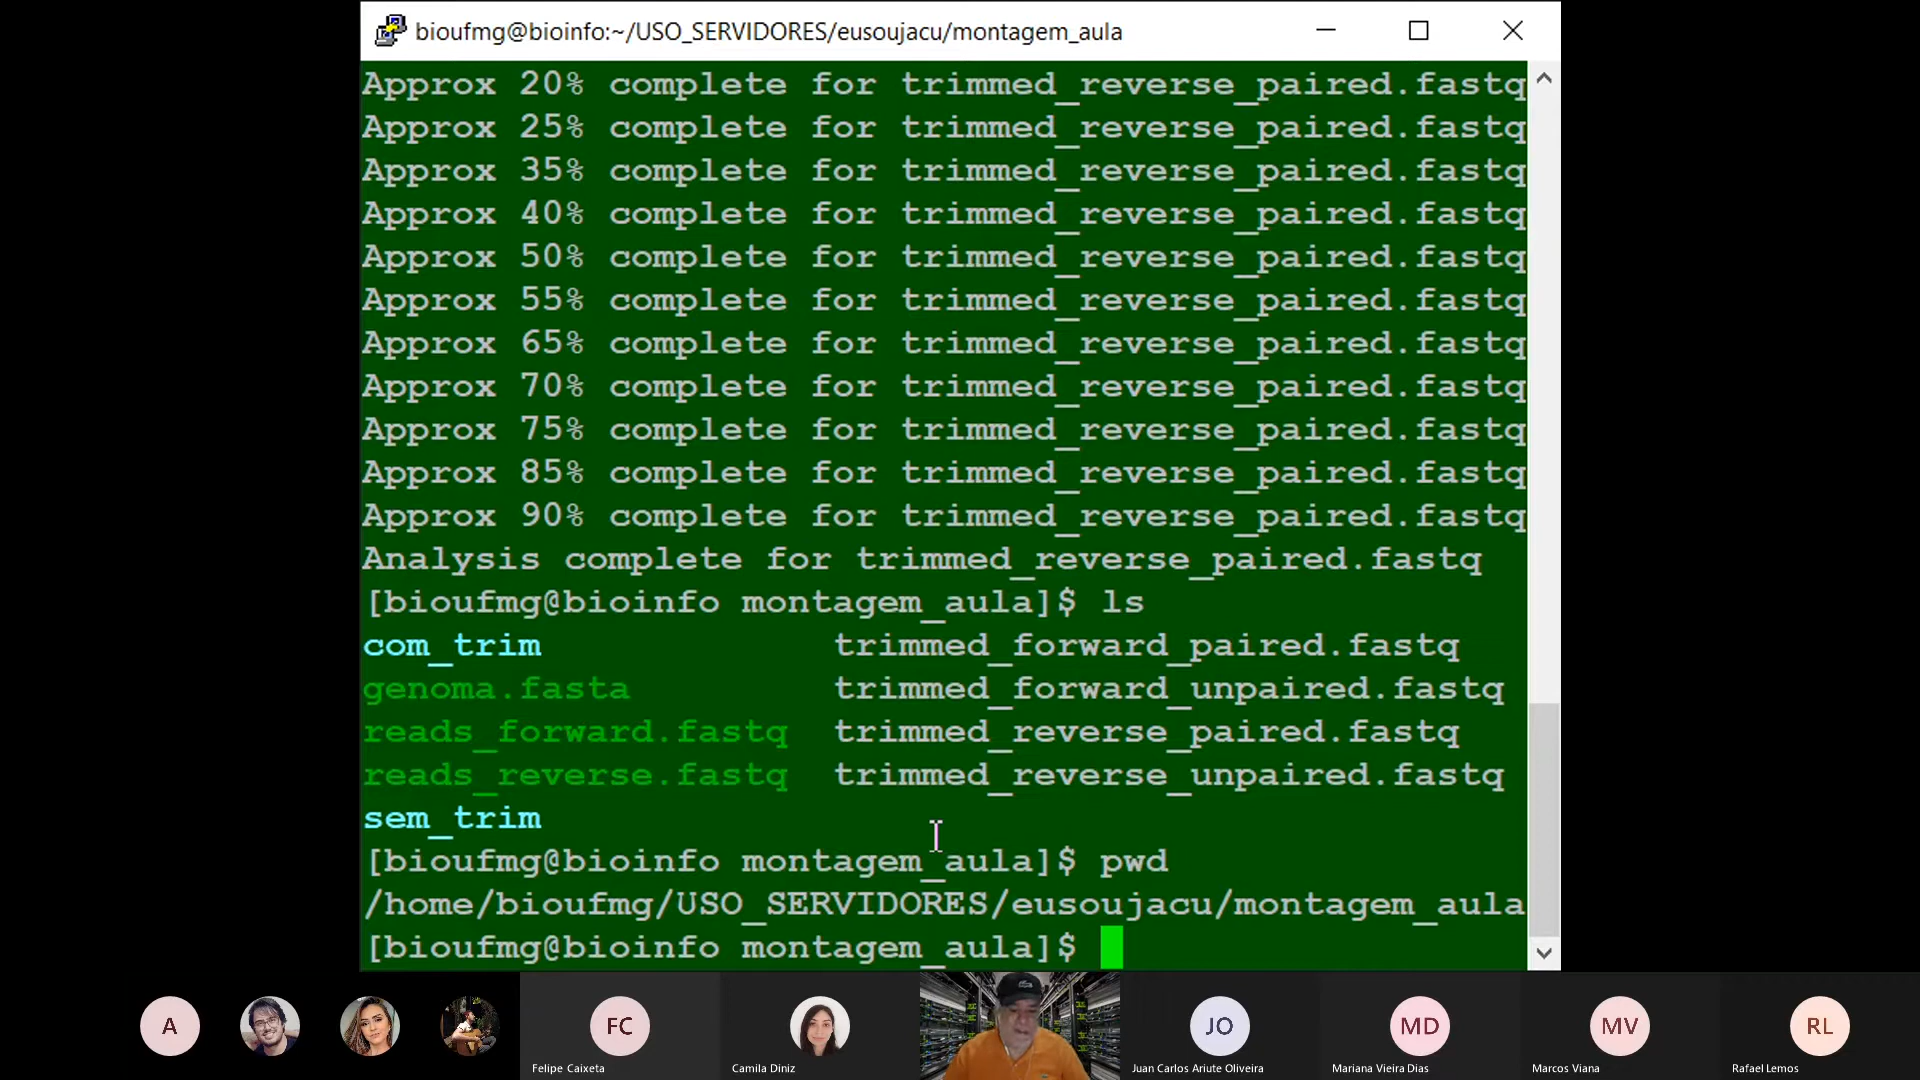 bioufmg@bioinfo:~/USO_SERVIDORES/eusoujacu/montagem_aula
Approx 20% complete for trimmed_reverse_paired.fastq
Approx 25% complete for trimmed_reverse_paired.fastq
Approx 35% complete for trimmed_reverse_paired.fastq
Approx 40% complete for trimmed_reverse_paired.fastq
Approx 50% complete for trimmed_reverse_paired.fastq
Approx 55% complete for trimmed_reverse_paired.fastq
Approx 65% complete for trimmed_reverse_paired.fastq
Approx 70% complete for trimmed_reverse_paired.fastq
Approx 75% complete for trimmed_reverse_paired.fastq
Approx 85% complete for trimmed_reverse_paired.fastq
Approx 90% complete for trimmed_reverse_paired.fastq
Analysis complete for trimmed_reverse_paired.fastq
[bioufmg@bioinfo montagem_aula]$ ls
com_trim trimmed_forward_paired.fastq
genoma.fasta trimmed_forward_unpaired.fastq
reads_forward.fastq trimmed_reverse_paired.fastq
reads_reverse.fastq trimmed_reverse_unpaired.fastq
sem_trim
[bioufmg@bioinfo montagem_aula]$ pwd
/home/bioufmg/USO_SERVIDORES/eusoujacu/montagem_aula
[bioufmg@bioinfo montagem_aula]$
A FC JO MD MV RL
Felipe Caixeta Camila Diniz Juan Carlos Ariute Oliveira Mariana Vieira Dias Marcos Viana Rafael Lemos